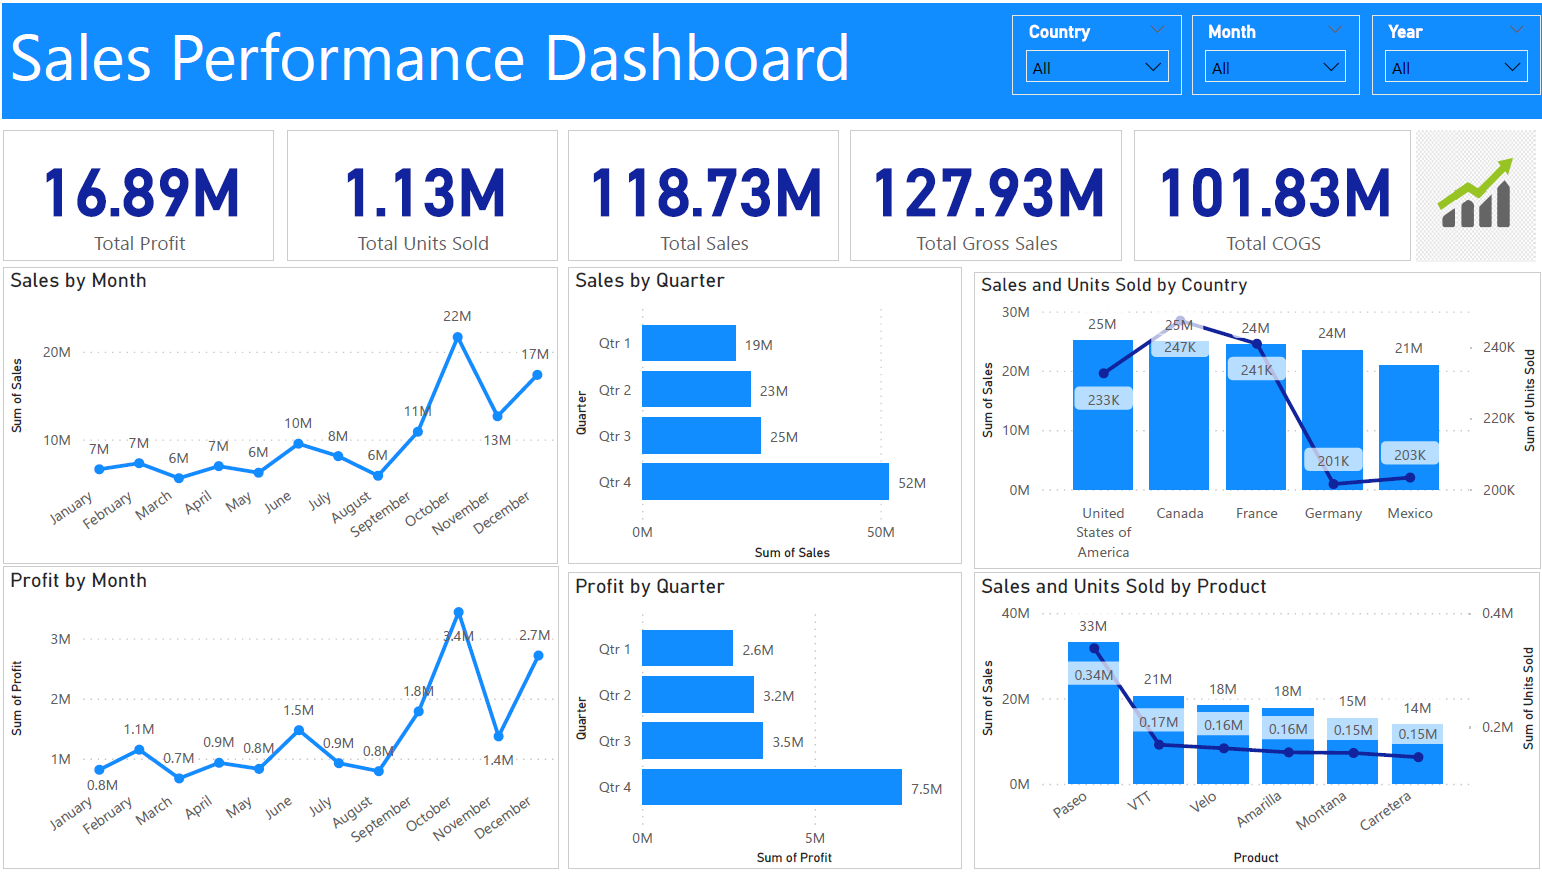 Sales Performance Dashboard
Country
All
Month
All
Year
All
16.89M
Total Profit
1.13M
Total Units Sold
118.73M
Total Sales
127.93M
Total Gross Sales
101.83M
Total COGS
Sales by Month
Sum of Sales
20M
10M
7M
7M
6M
7M
6M
10M
8M
6M
11M
22M
13M
17M
January
February
March
April
May
June
July
August
September
October
November
December
Sales by Quarter
Quarter
Qtr 1
19M
Qtr 2
23M
Qtr 3
25M
Qtr 4
52M
0M
50M
Sum of Sales
Sales and Units Sold by Country
Sum of Sales
30M
20M
10M
0M
25M
25M
24M
24M
21M
233K
247K
241K
201K
203K
240K
220K
200K
Sum of Units Sold
United
States of
America
Canada
France
Germany
Mexico
Profit by Month
Sum of Profit
3M
2M
1M
0.8M
1.1M
0.7M
0.9M
0.8M
1.5M
0.9M
0.8M
1.8M
3.4M
1.4M
2.7M
January
February
March
April
May
June
July
August
September
October
November
December
Profit by Quarter
Quarter
Qtr 1
2.6M
Qtr 2
3.2M
Qtr 3
3.5M
Qtr 4
7.5M
0M
5M
Sum of Profit
Sales and Units Sold by Product
Sum of Sales
40M
20M
0M
33M
21M
18M
18M
15M
14M
0.34M
0.17M
0.16M
0.16M
0.15M
0.15M
0.4M
0.2M
Sum of Units Sold
Paseo
VTT
Velo
Amarilla
Montana
Carretera
Product